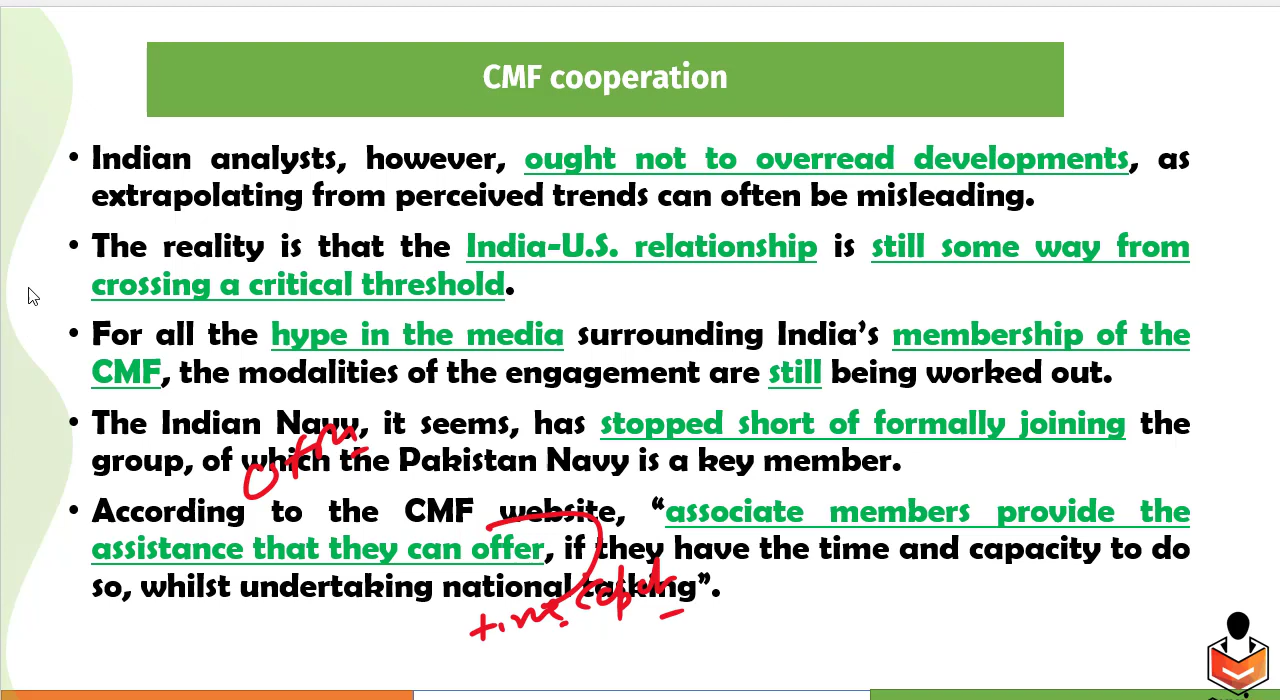 CMF cooperation
• Indian analysts, however, ought not to overread developments, as
extrapolating from perceived trends can often be misleading.
• The reality is that the India-U.S. relationship is still some way from
crossing a critical threshold.
• For all the hype in the media surrounding India's membership of the
CMF, the modalities of the engagement are still being worked out.
• The Indian Navy, it seems, has stopped short of formally joining the
group, of which the Pakistan Navy is a key member.
• According to the CMF website, “associate members provide the
assistance that they can offer, if they have the time and capacity to do
so, whilst undertaking national tasking”.
time